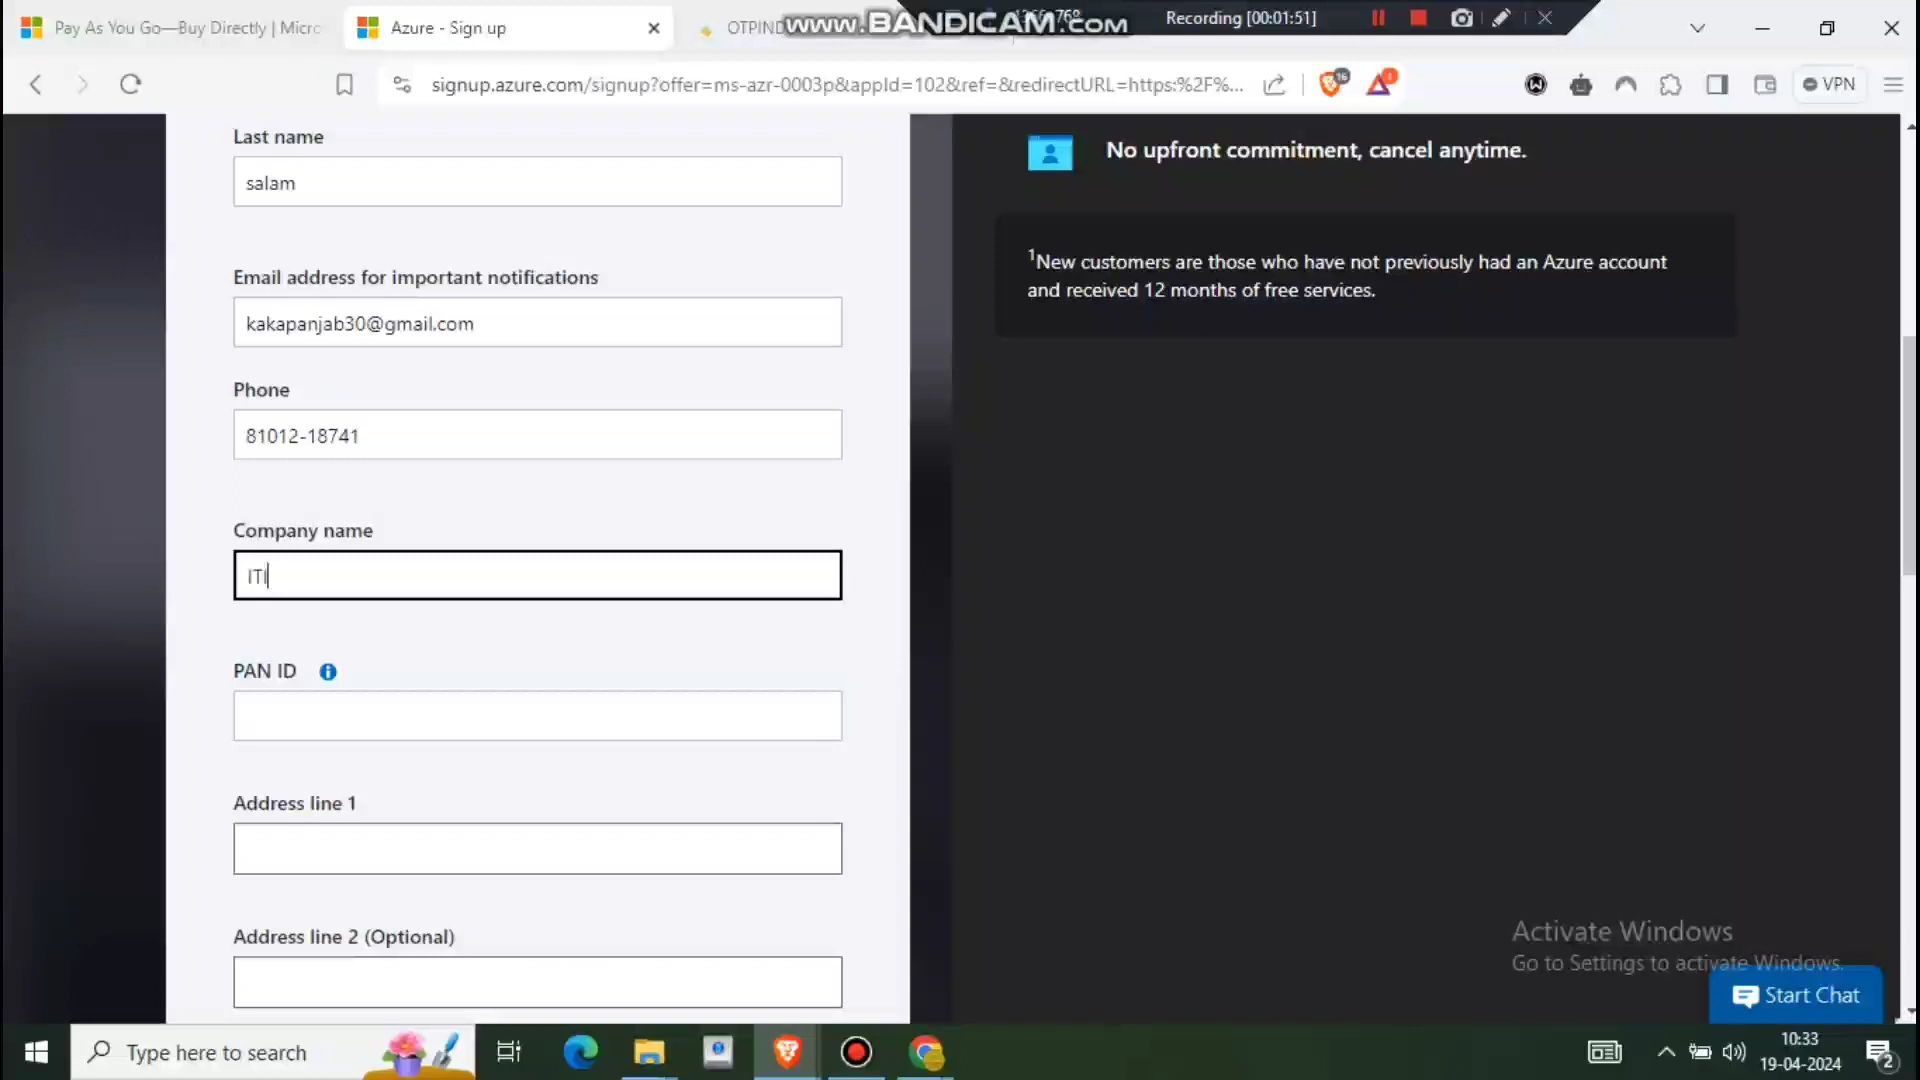 Pay As You Go—Buy Directly | Micro
Azure - Sign up
OTPIND
www.BANDICAM.com
Recording [00:01:51]
signup.azure.com/signup?offer=ms-azr-0003p&appId=102&ref=&redirectURL=https:%2F%...
16
1
VPN
Last name
salam
Email address for important notifications
kakapanjab30@gmail.com
Phone
81012-18741
Company name
ITI
PAN ID
Address line 1
Address line 2 (Optional)
No upfront commitment, cancel anytime.
1New customers are those who have not previously had an Azure account
and received 12 months of free services.
Activate Windows
Go to Settings to activate Windows.
Start Chat
Type here to search
10:33
19-04-2024
2